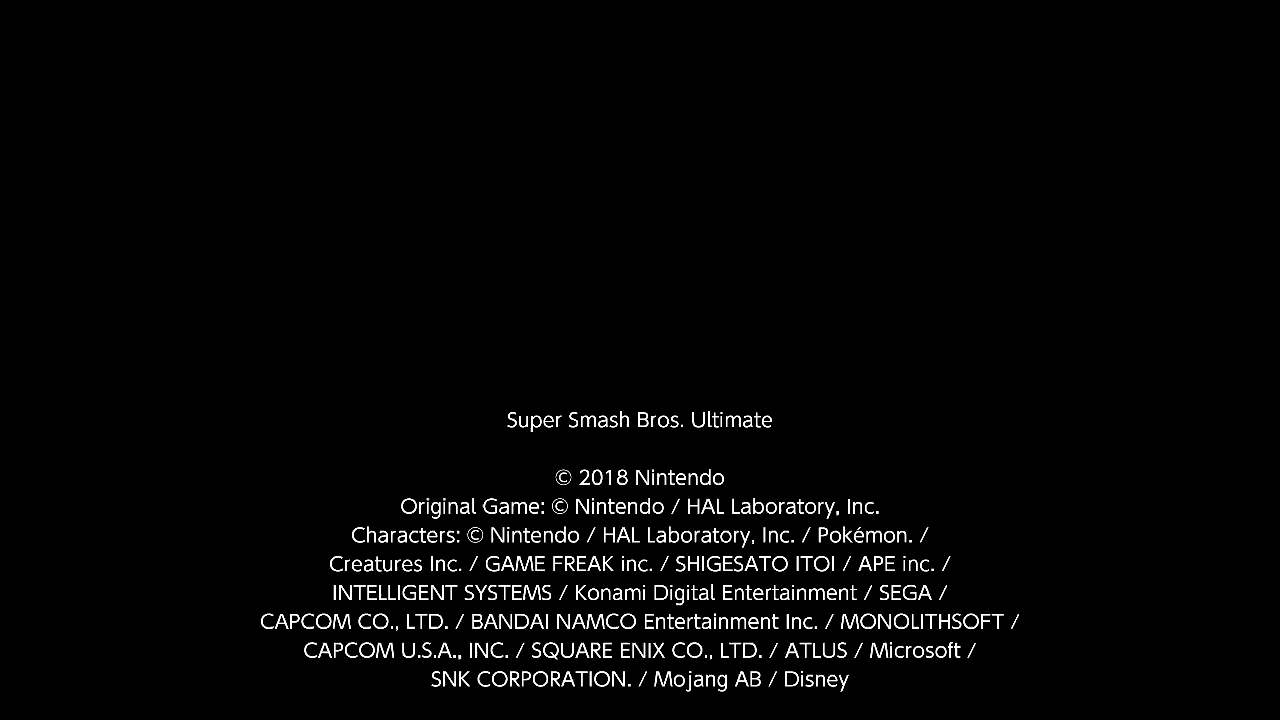 Super Smash Bros. Ultimate
© 2018 Nintendo
Original Game: © Nintendo / HAL Laboratory, Inc.
Characters: © Nintendo / HAL Laboratory, Inc. / Pokémon. /
Creatures Inc. / GAME FREAK inc. / SHIGESATO ITOI / APE inc. /
INTELLIGENT SYSTEMS / Konami Digital Entertainment / SEGA /
CAPCOM CO., LTD. / BANDAI NAMCO Entertainment Inc. / MONOLITHSOFT /
CAPCOM U.S.A., INC. / SQUARE ENIX CO., LTD. / ATLUS / Microsoft /
SNK CORPORATION. / Mojang AB / Disney